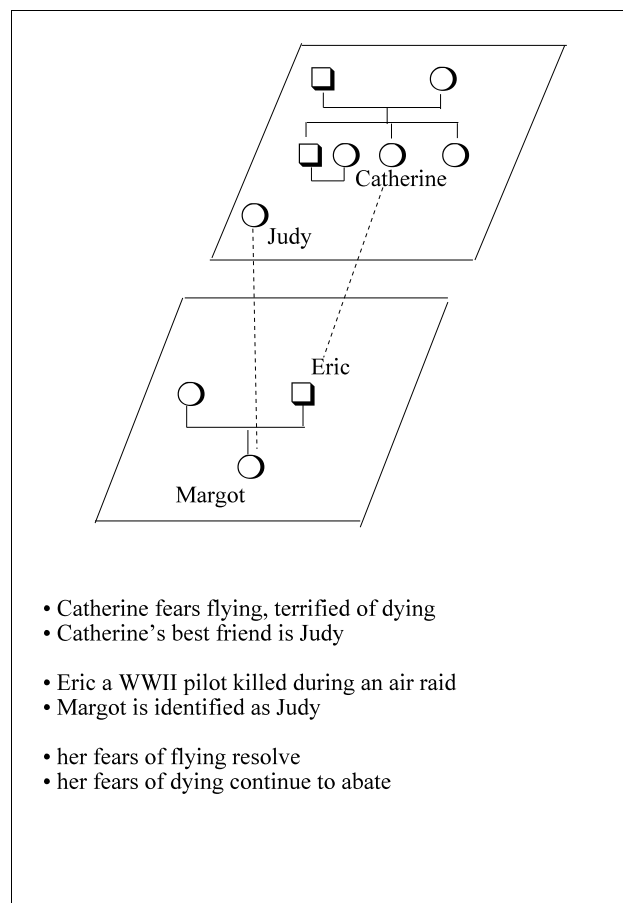 Catherine
Judy
Eric
Margot
• Catherine fears flying, terrified of dying
• Catherine’s best friend is Judy
• Eric a WWII pilot killed during an air raid
• Margot is identified as Judy
• her fears of flying resolve
• her fears of dying continue to abate